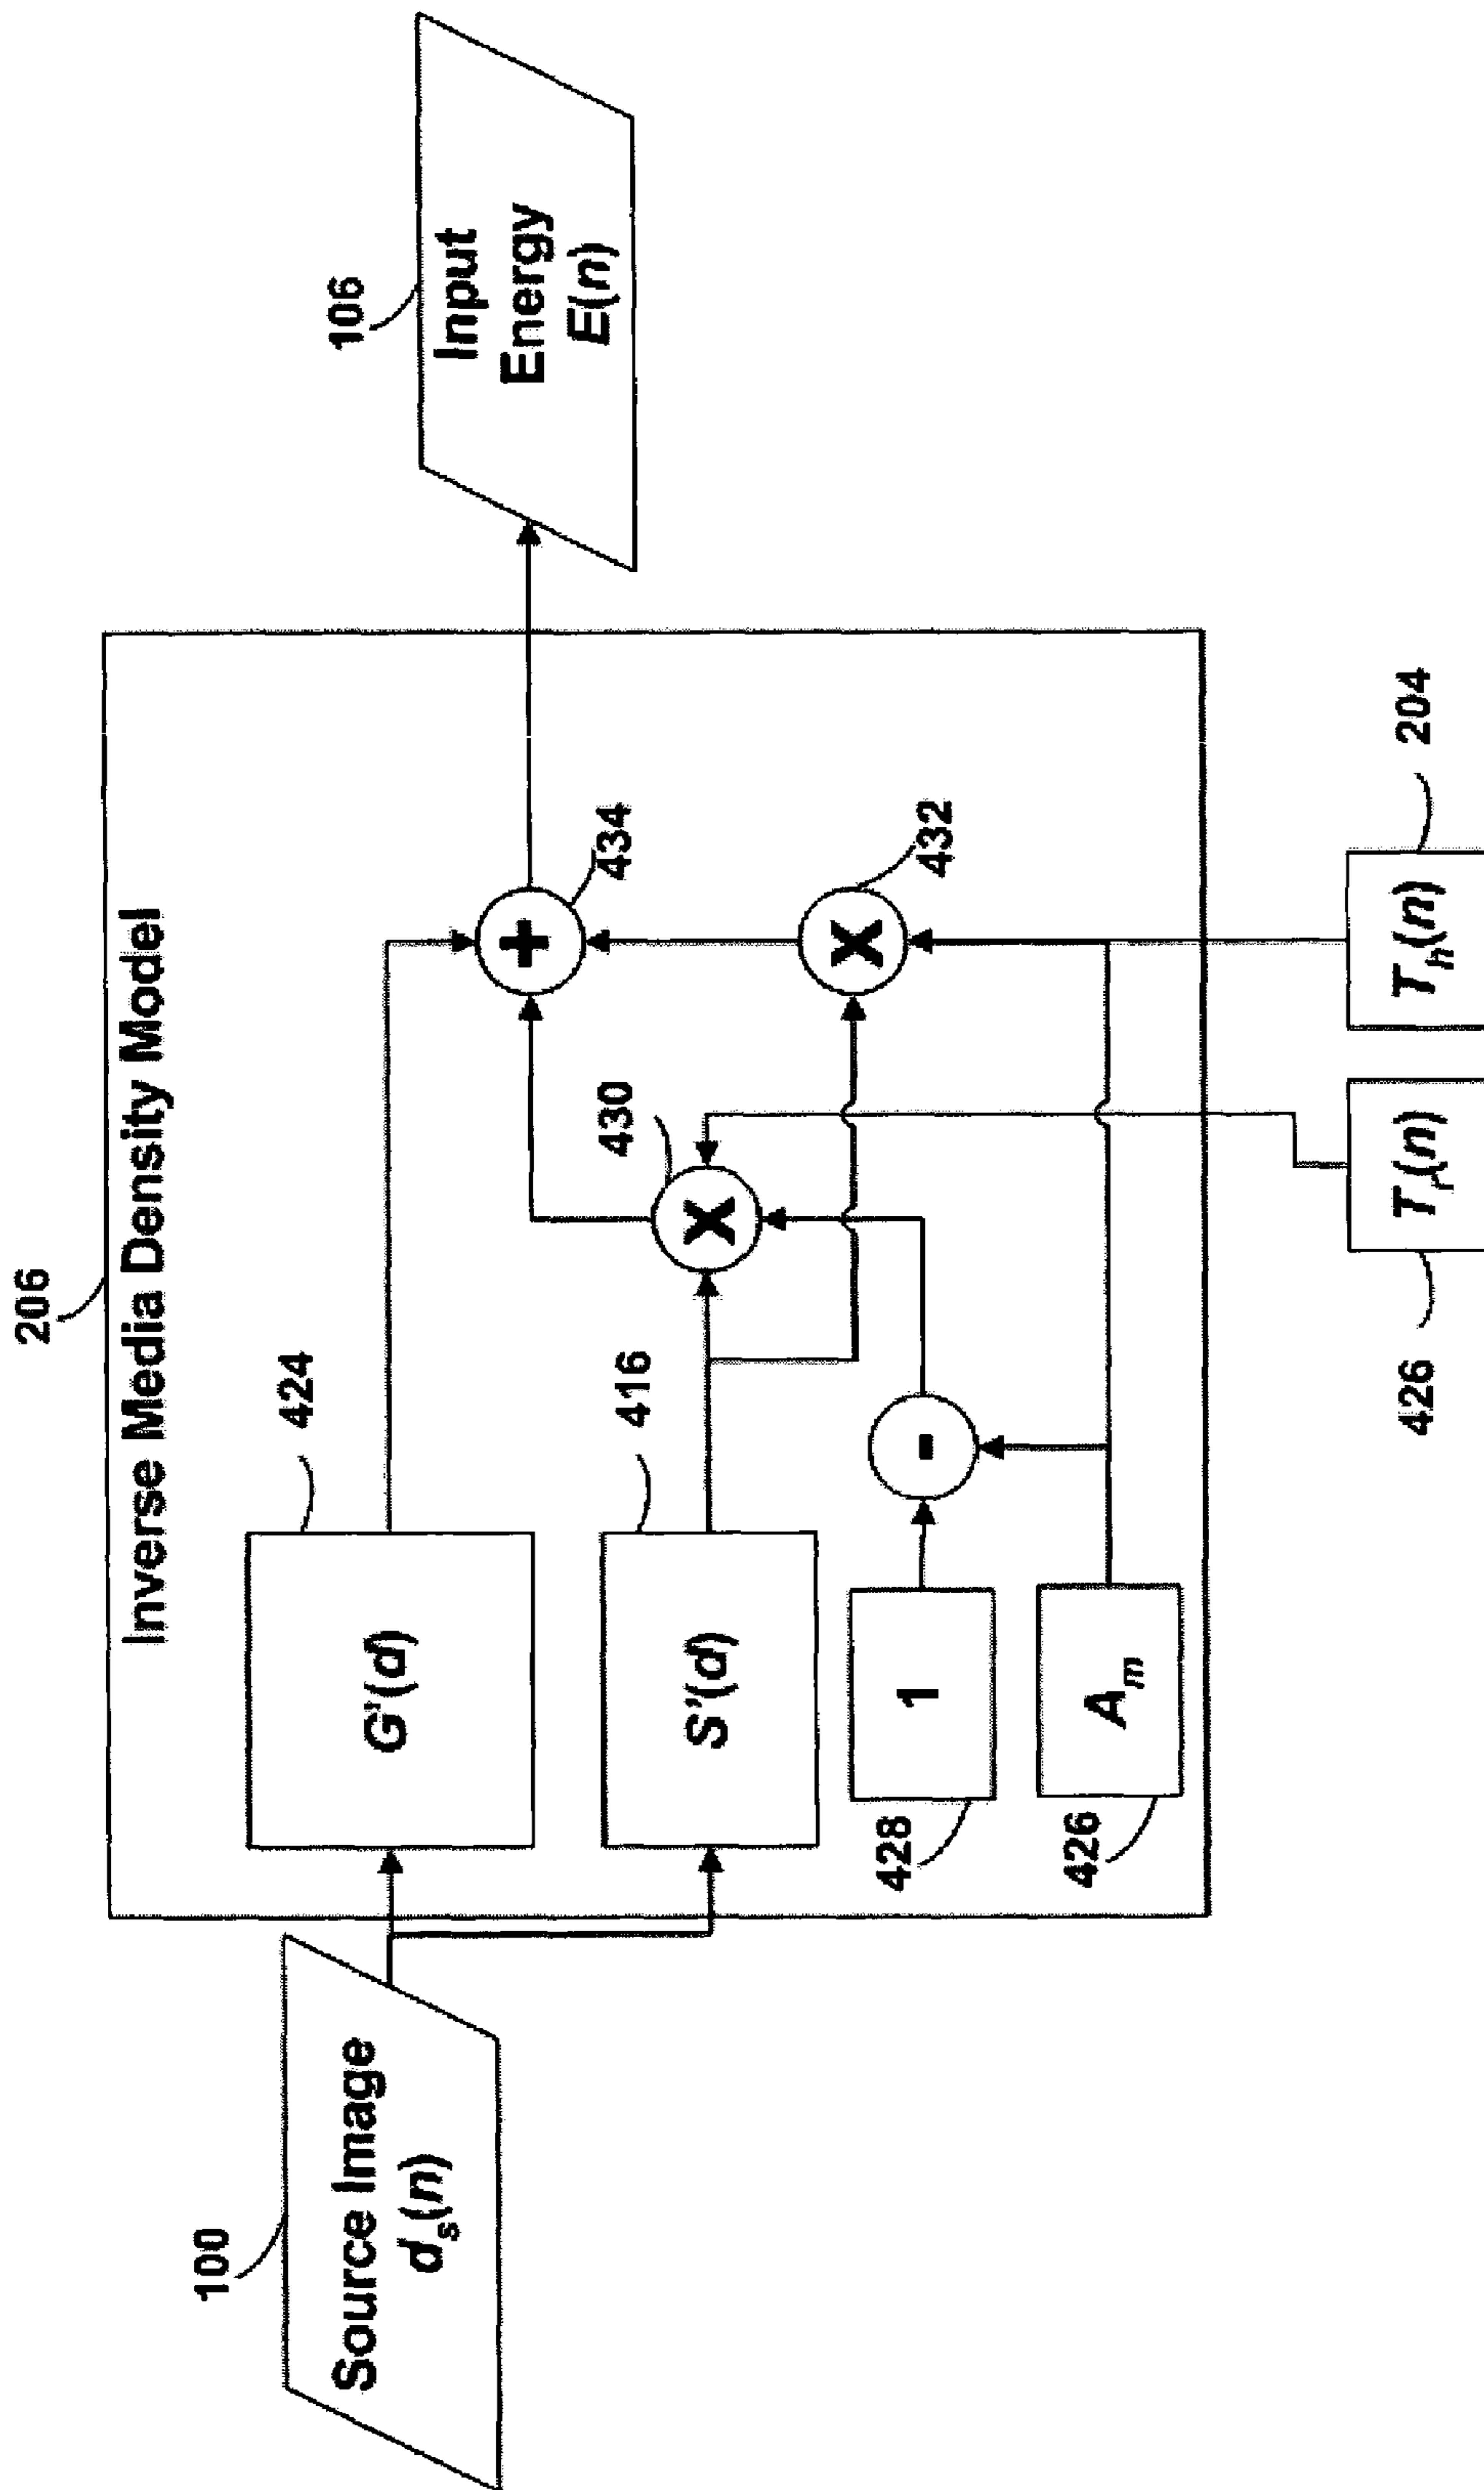 206
Inverse Media Density Model
100
Source Image
d_s(n)
424
G'(d)
106
Input
Energy
E(n)
434
+
416
S'(d)
430
X
432
X
428
1
-
426
A_m
426
T_r(n)
204
T_h(n)